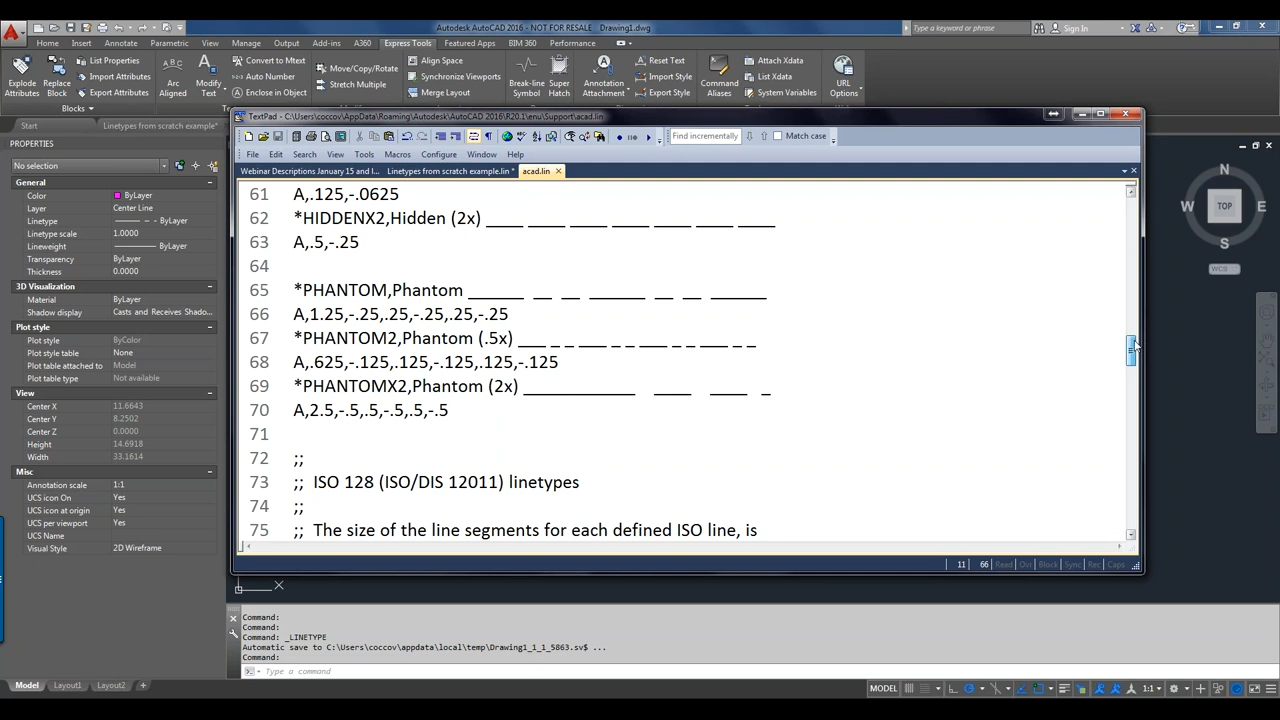 Autodesk AutoCAD 2016 - NOT FOR RESALE - Drawing1.dwg
Type a keyword or phrase
Sign In
Home Insert Annotate Parametric View Manage Output Add-ins A360 Express Tools Featured Apps BIM 360 Performance
Explode Attributes
Replace Block
List Properties
Import Attributes
Export Attributes
Blocks
Arc Aligned
Modify Text
Convert to Mtext
Auto Number
Enclose in Object
Move/Copy/Rotate
Stretch Multiple
Break-line Symbol
Super Hatch
Align Space
Synchronize Viewports
Merge Layout
Annotation Attachment
Reset Text
Import Style
Export Style
Command Aliases
Attach Xdata
List Xdata
System Variables
URL Options
Start
Linetypes from scratch example*
PROPERTIES
No selection
General
Color ByLayer
Layer Center Line
Linetype ByLayer
Linetype scale 1.0000
Lineweight ByLayer
Transparency ByLayer
Thickness 0.0000
3D Visualization
Material ByLayer
Shadow display Casts and Receives Shado...
Plot style
Plot style ByColor
Plot style table None
Plot table attached to Model
Plot table type Not available
View
Center X 11.6643
Center Y 8.2502
Center Z 0.0000
Height 14.6918
Width 33.1614
Misc
Annotation scale 1:1
UCS icon On Yes
UCS icon at origin Yes
UCS per viewport Yes
Visual Style 2D Wireframe
TextPad - C:\Users\coccov\AppData\Roaming\Autodesk\AutoCAD 2016\R20.1\enu\Support\acad.lin
Find incrementally
Match case
File Edit Search View Tools Macros Configure Window Help
Webinar Descriptions January 15 and I...
Linetypes from scratch example.lin *
acad.lin
61 A,.125,-.0625
62 *HIDDENX2,Hidden (2x) ____ ____ ____ ____ ____ ____ ____
63 A,.5,-.25
64
65 *PHANTOM,Phantom ______ __ __ ______ __ __ ______
66 A,1.25,-.25,.25,-.25,.25,-.25
67 *PHANTOM2,Phantom (.5x) ___ _ _ ___ _ _ ___ _ _ ___ _ _
68 A,.625,-.125,.125,-.125,.125,-.125
69 *PHANTOMX2,Phantom (2x) ____________ ____ ____ _
70 A,2.5,-.5,.5,-.5,.5,-.5
71
72 ;;
73 ;; ISO 128 (ISO/DIS 12011) linetypes
74 ;;
75 ;; The size of the line segments for each defined ISO line, is
11 66 Read Ovr Block Sync Rec Caps
N
W TOP E
S
WCS
X
Command:
Command:
Command: _LINETYPE
Automatic save to C:\Users\coccov\appdata\local\temp\Drawing1_1_1_5863.sv$ ...
Command:
Type a command
Model Layout1 Layout2 +
MODEL
1:1